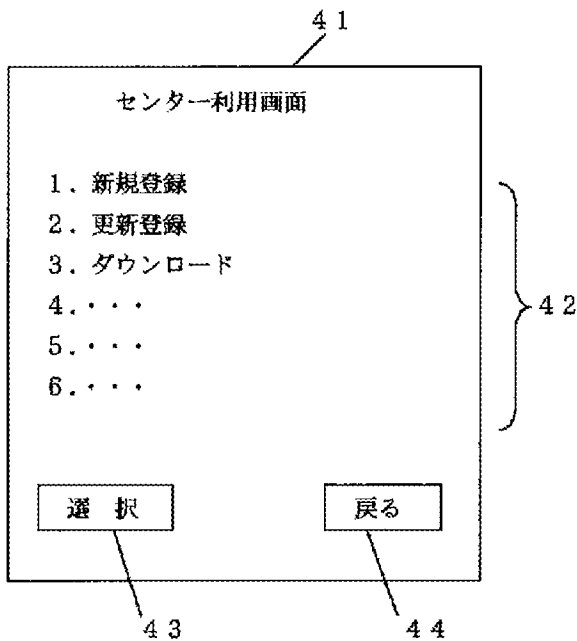 41
センター利用画面
1．新規登録
2．更新登録
3．ダウンロード
4．・・・
5．・・・
6．・・・
42
選　択
戻る
43
44